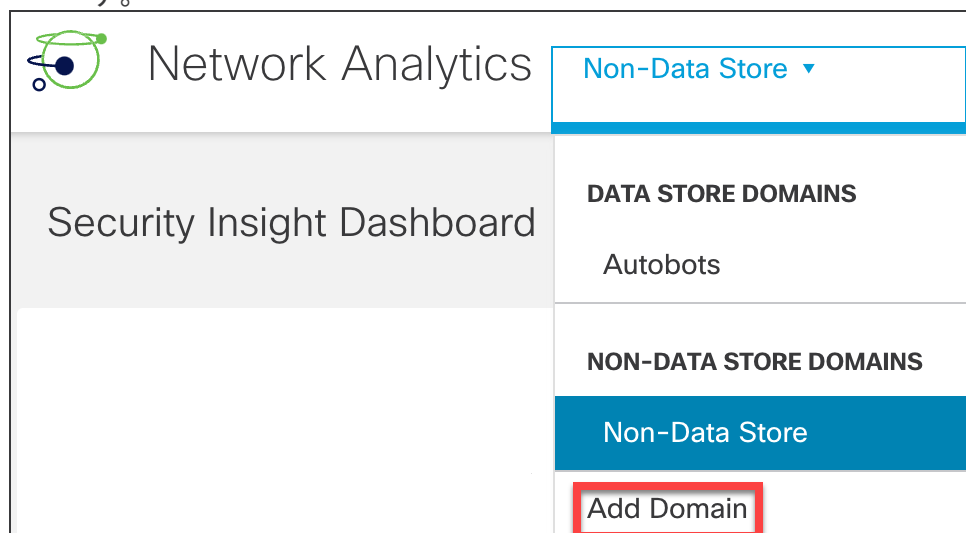 Network Analytics
Non-Data Store
Security Insight Dashboard
DATA STORE DOMAINS
Autobots
NON-DATA STORE DOMAINS
Non-Data Store
Add Domain